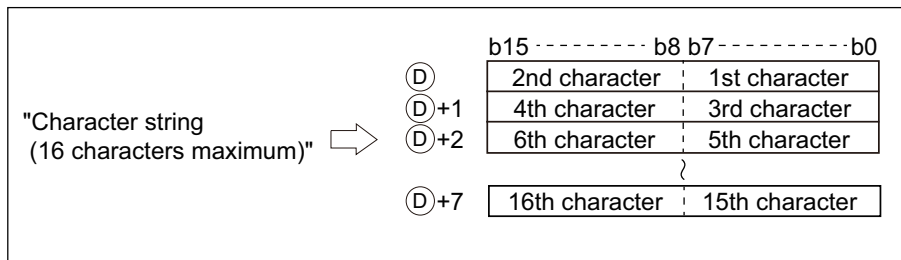 b15 ----------- b8 b7 ----------- b0
D 2nd character 1st character
D+1 4th character 3rd character
"Character string
(16 characters maximum)"
D+2 6th character 5th character
D+7 16th character 15th character